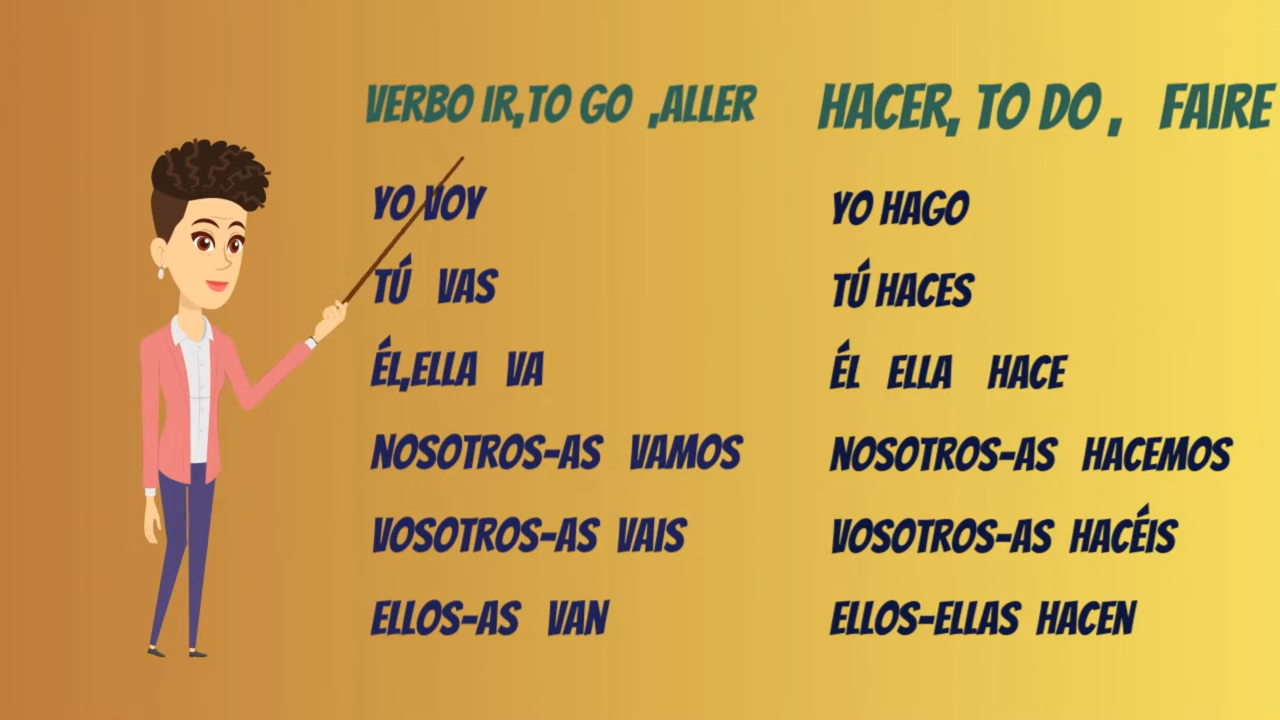 VERBO IR,TO GO ,ALLER
YO VOY
TÚ VAS
ÉL,ELLA VA
NOSOTROS-AS VAMOS
VOSOTROS-AS VAIS
ELLOS-AS VAN
HACER, TO DO , FAIRE
YO HAGO
TÚ HACES
ÉL ELLA HACE
NOSOTROS-AS HACEMOS
VOSOTROS-AS HACÉIS
ELLOS-ELLAS HACEN